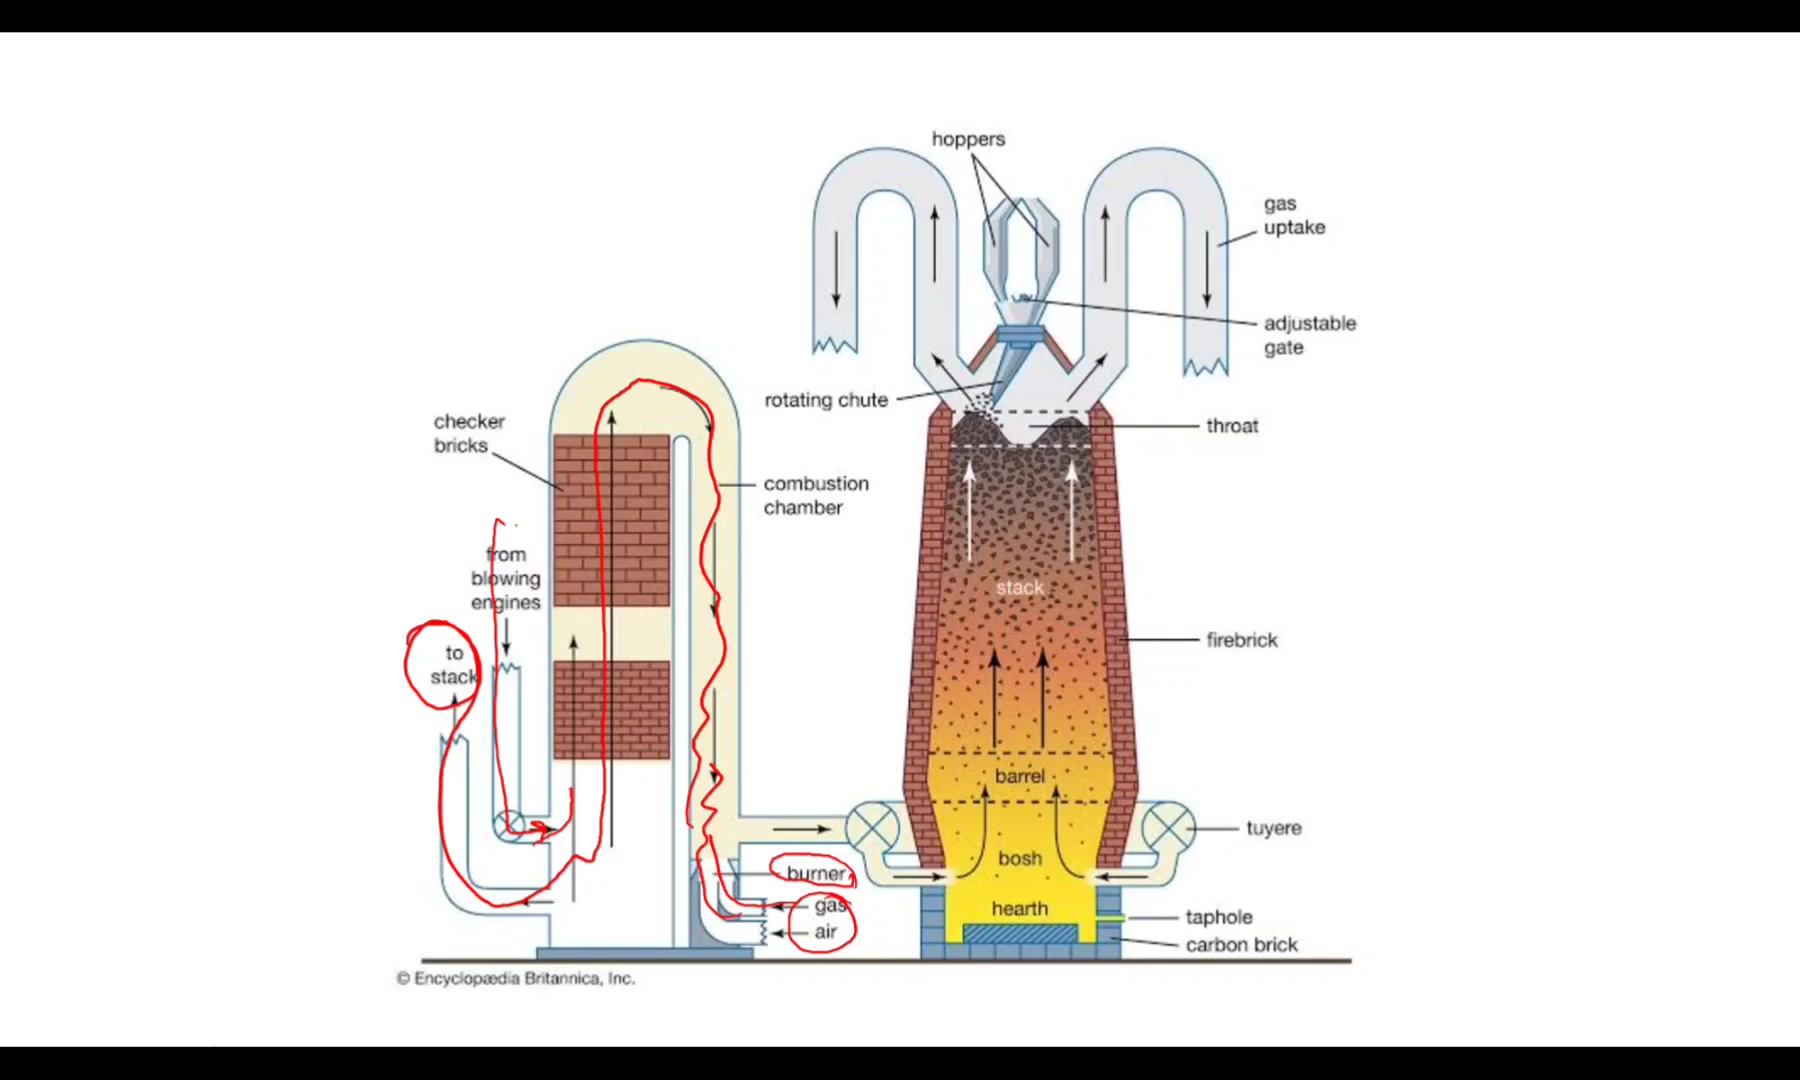 hoppers
gas
uptake
adjustable
gate
rotating chute
throat
checker
bricks
combustion
chamber
from
blowing
engines
stack
to
stack
firebrick
barrel
bosh
tuyere
burner
gas
air
hearth
taphole
carbon brick
© Encyclopædia Britannica, Inc.